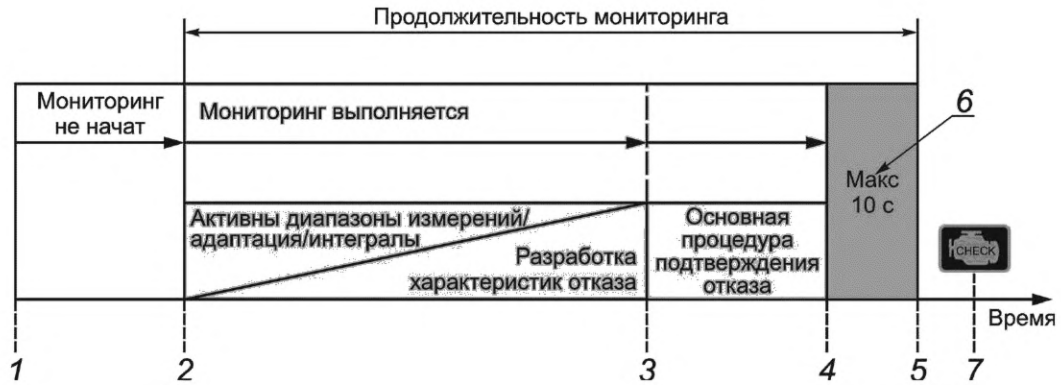 Продолжительность мониторинга
Мониторинг
не начат
Мониторинг выполняется
6
Макс
10 с
Активны диапазоны измерений/
адаптация/интегралы
Разработка
характеристик отказа
Основная
процедура
подтверждения
отказа
CHECK
Время
1 2 3 4 5 7